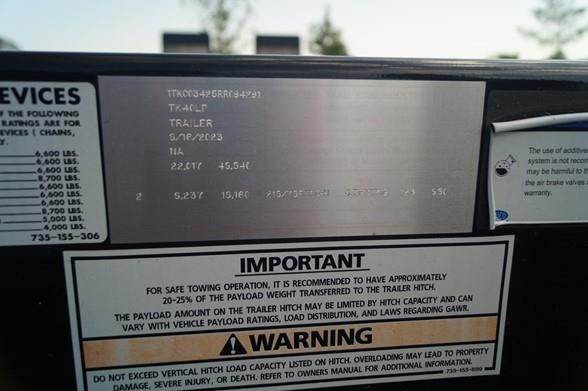 EVICES
OF THE FOLLOWING
RATINGS ARE FOR
EVICES ( CHAINS,
6,600 LBS.
6,600 LBS.
6,600 LBS.
8,700 LBS.
6,600 LBS.
6,600 LBS.
6,600 LBS.
8,700 LBS.
5,000 LBS.
4,000 LBS.
735-155-306
TK40LP
TRAILER
NA
22,017
2
The use of additive
system is not recom
may be harmful to th
the air brake valves
warranty.
IMPORTANT
FOR SAFE TOWING OPERATION, IT IS RECOMMENDED TO HAVE APPROXIMATELY
20-25% OF THE PAYLOAD WEIGHT TRANSFERRED TO THE TRAILER HITCH.
THE PAYLOAD AMOUNT ON THE TRAILER HITCH MAY BE LIMITED BY HITCH CAPACITY AND CAN
VARY WITH VEHICLE PAYLOAD RATINGS, LOAD DISTRIBUTION, AND LAWS REGARDING GAWR.
WARNING
DO NOT EXCEED VERTICAL HITCH LOAD CAPACITY LISTED ON HITCH. OVERLOADING MAY LEAD TO PROPERTY
DAMAGE, SEVERE INJURY, OR DEATH. REFER TO OWNERS MANUAL FOR ADDITIONAL INFORMATION.